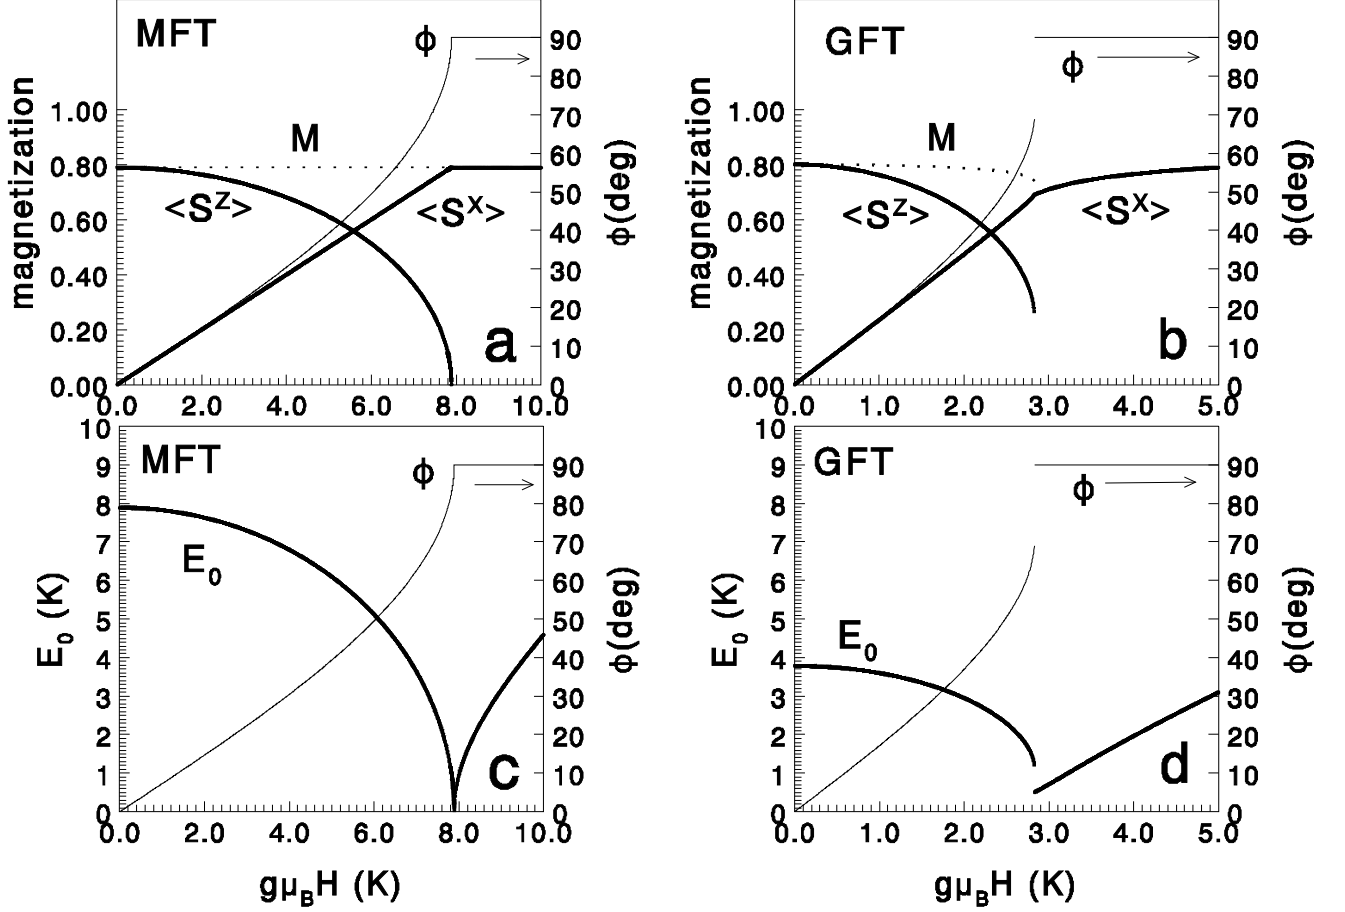 MFT
ϕ
M
<S^Z>
<S^X>
a
magnetization
1.00
0.80
0.60
0.40
0.20
0.00
0.0 2.0 4.0 6.0 8.0 10.0
90
80
70
60
50
40
30
20
10
0
ϕ(deg)
GFT
ϕ
M
<S^Z>
<S^X>
b
magnetization
1.00
0.80
0.60
0.40
0.20
0.00
0.0 1.0 2.0 3.0 4.0 5.0
90
80
70
60
50
40
30
20
10
0
ϕ(deg)
MFT
ϕ
E_0
c
E_0 (K)
10
9
8
7
6
5
4
3
2
1
0
0.0 2.0 4.0 6.0 8.0 10.0
gμ_BH (K)
90
80
70
60
50
40
30
20
10
0
ϕ(deg)
GFT
ϕ
E_0
d
E_0 (K)
10
9
8
7
6
5
4
3
2
1
0
0.0 1.0 2.0 3.0 4.0 5.0
gμ_BH (K)
90
80
70
60
50
40
30
20
10
0
ϕ(deg)